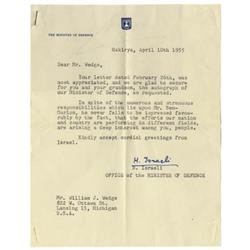 THE MINISTER OF DEFENCE
Hakirya, April 10th 1955
Dear Mr. Wedge,
Your letter dated February 26th, was
most appreciated, and we are glad to secure
for you and your grandson, the autograph of
our Minister of Defence, as requested.
In spite of the numerous and strenuous
responsibilities which lie upon Mr. Ben-
Gurion, he never fails to be impressed favour-
ably by the fact, that the efforts our nation
and country are performing in different fields,
are arising a deep interest among you, people.
Kindly accept cordial greetings from
Israel.
H. Israeli
H. Israeli
OFFICE of the MINISTER OF DEFENCE
Mr. William J. Wedge
822 W. Ottawa St.
Lansing 15, Michigan
U.S.A.